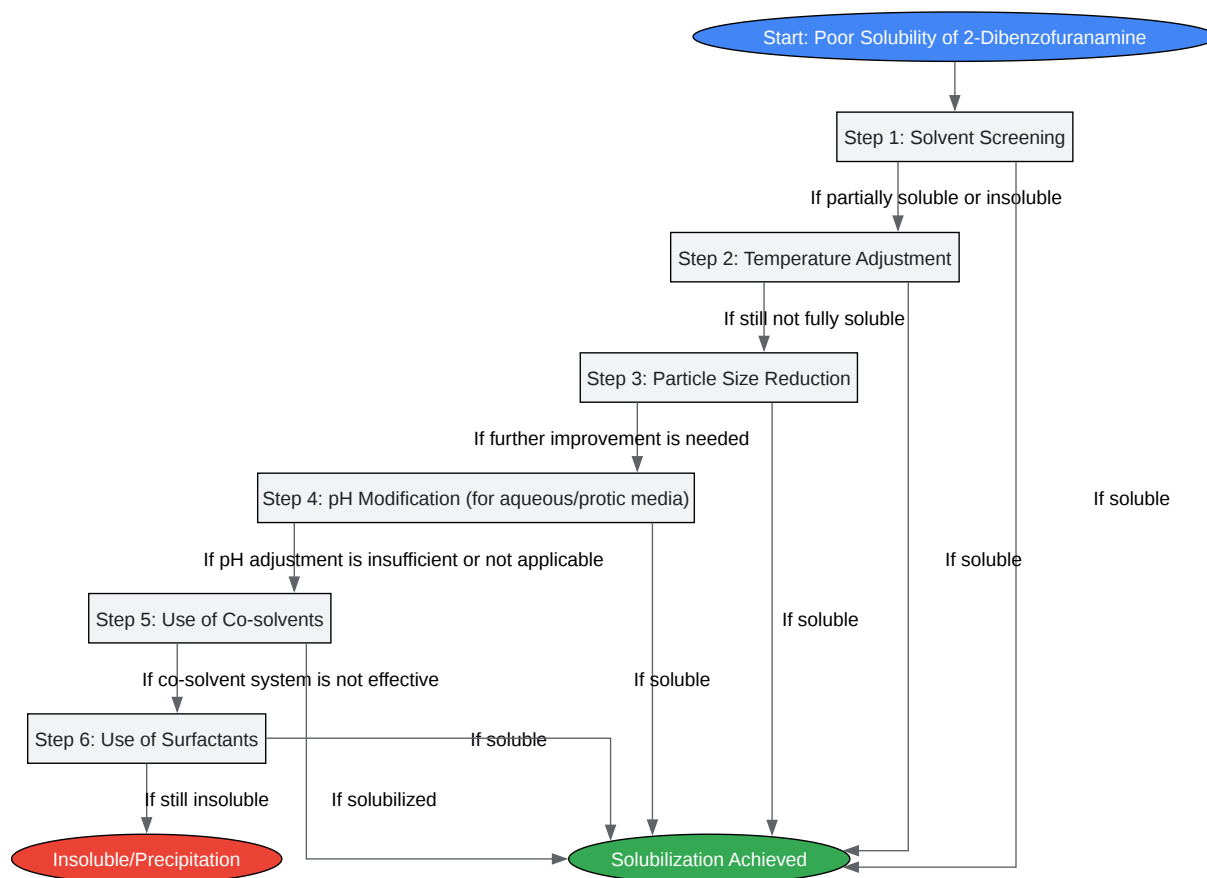 Start: Poor Solubility of 2-Dibenzofuranamine
Step 1: Solvent Screening
If partially soluble or insoluble
Step 2: Temperature Adjustment
If still not fully soluble
Step 3: Particle Size Reduction
If further improvement is needed
Step 4: pH Modification (for aqueous/protic media)
If soluble
If pH adjustment is insufficient or not applicable
If soluble
Step 5: Use of Co-solvents
If soluble
If co-solvent system is not effective
If soluble
Step 6: Use of Surfactants
If soluble
If still insoluble
If solubilized
Insoluble/Precipitation
Solubilization Achieved